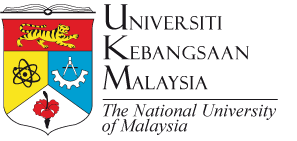 UNIVERSITI
KEBANGSAAN
MALAYSIA
The National University
of Malaysia